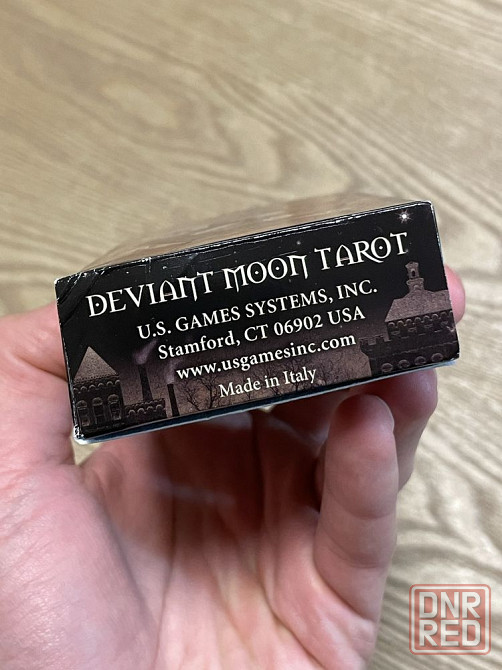 DEVIANT MOON TAROT
U.S. GAMES SYSTEMS, INC.
Stamford, CT 06902 USA
www.usgamesinc.com
Made in Italy
DNR
RED